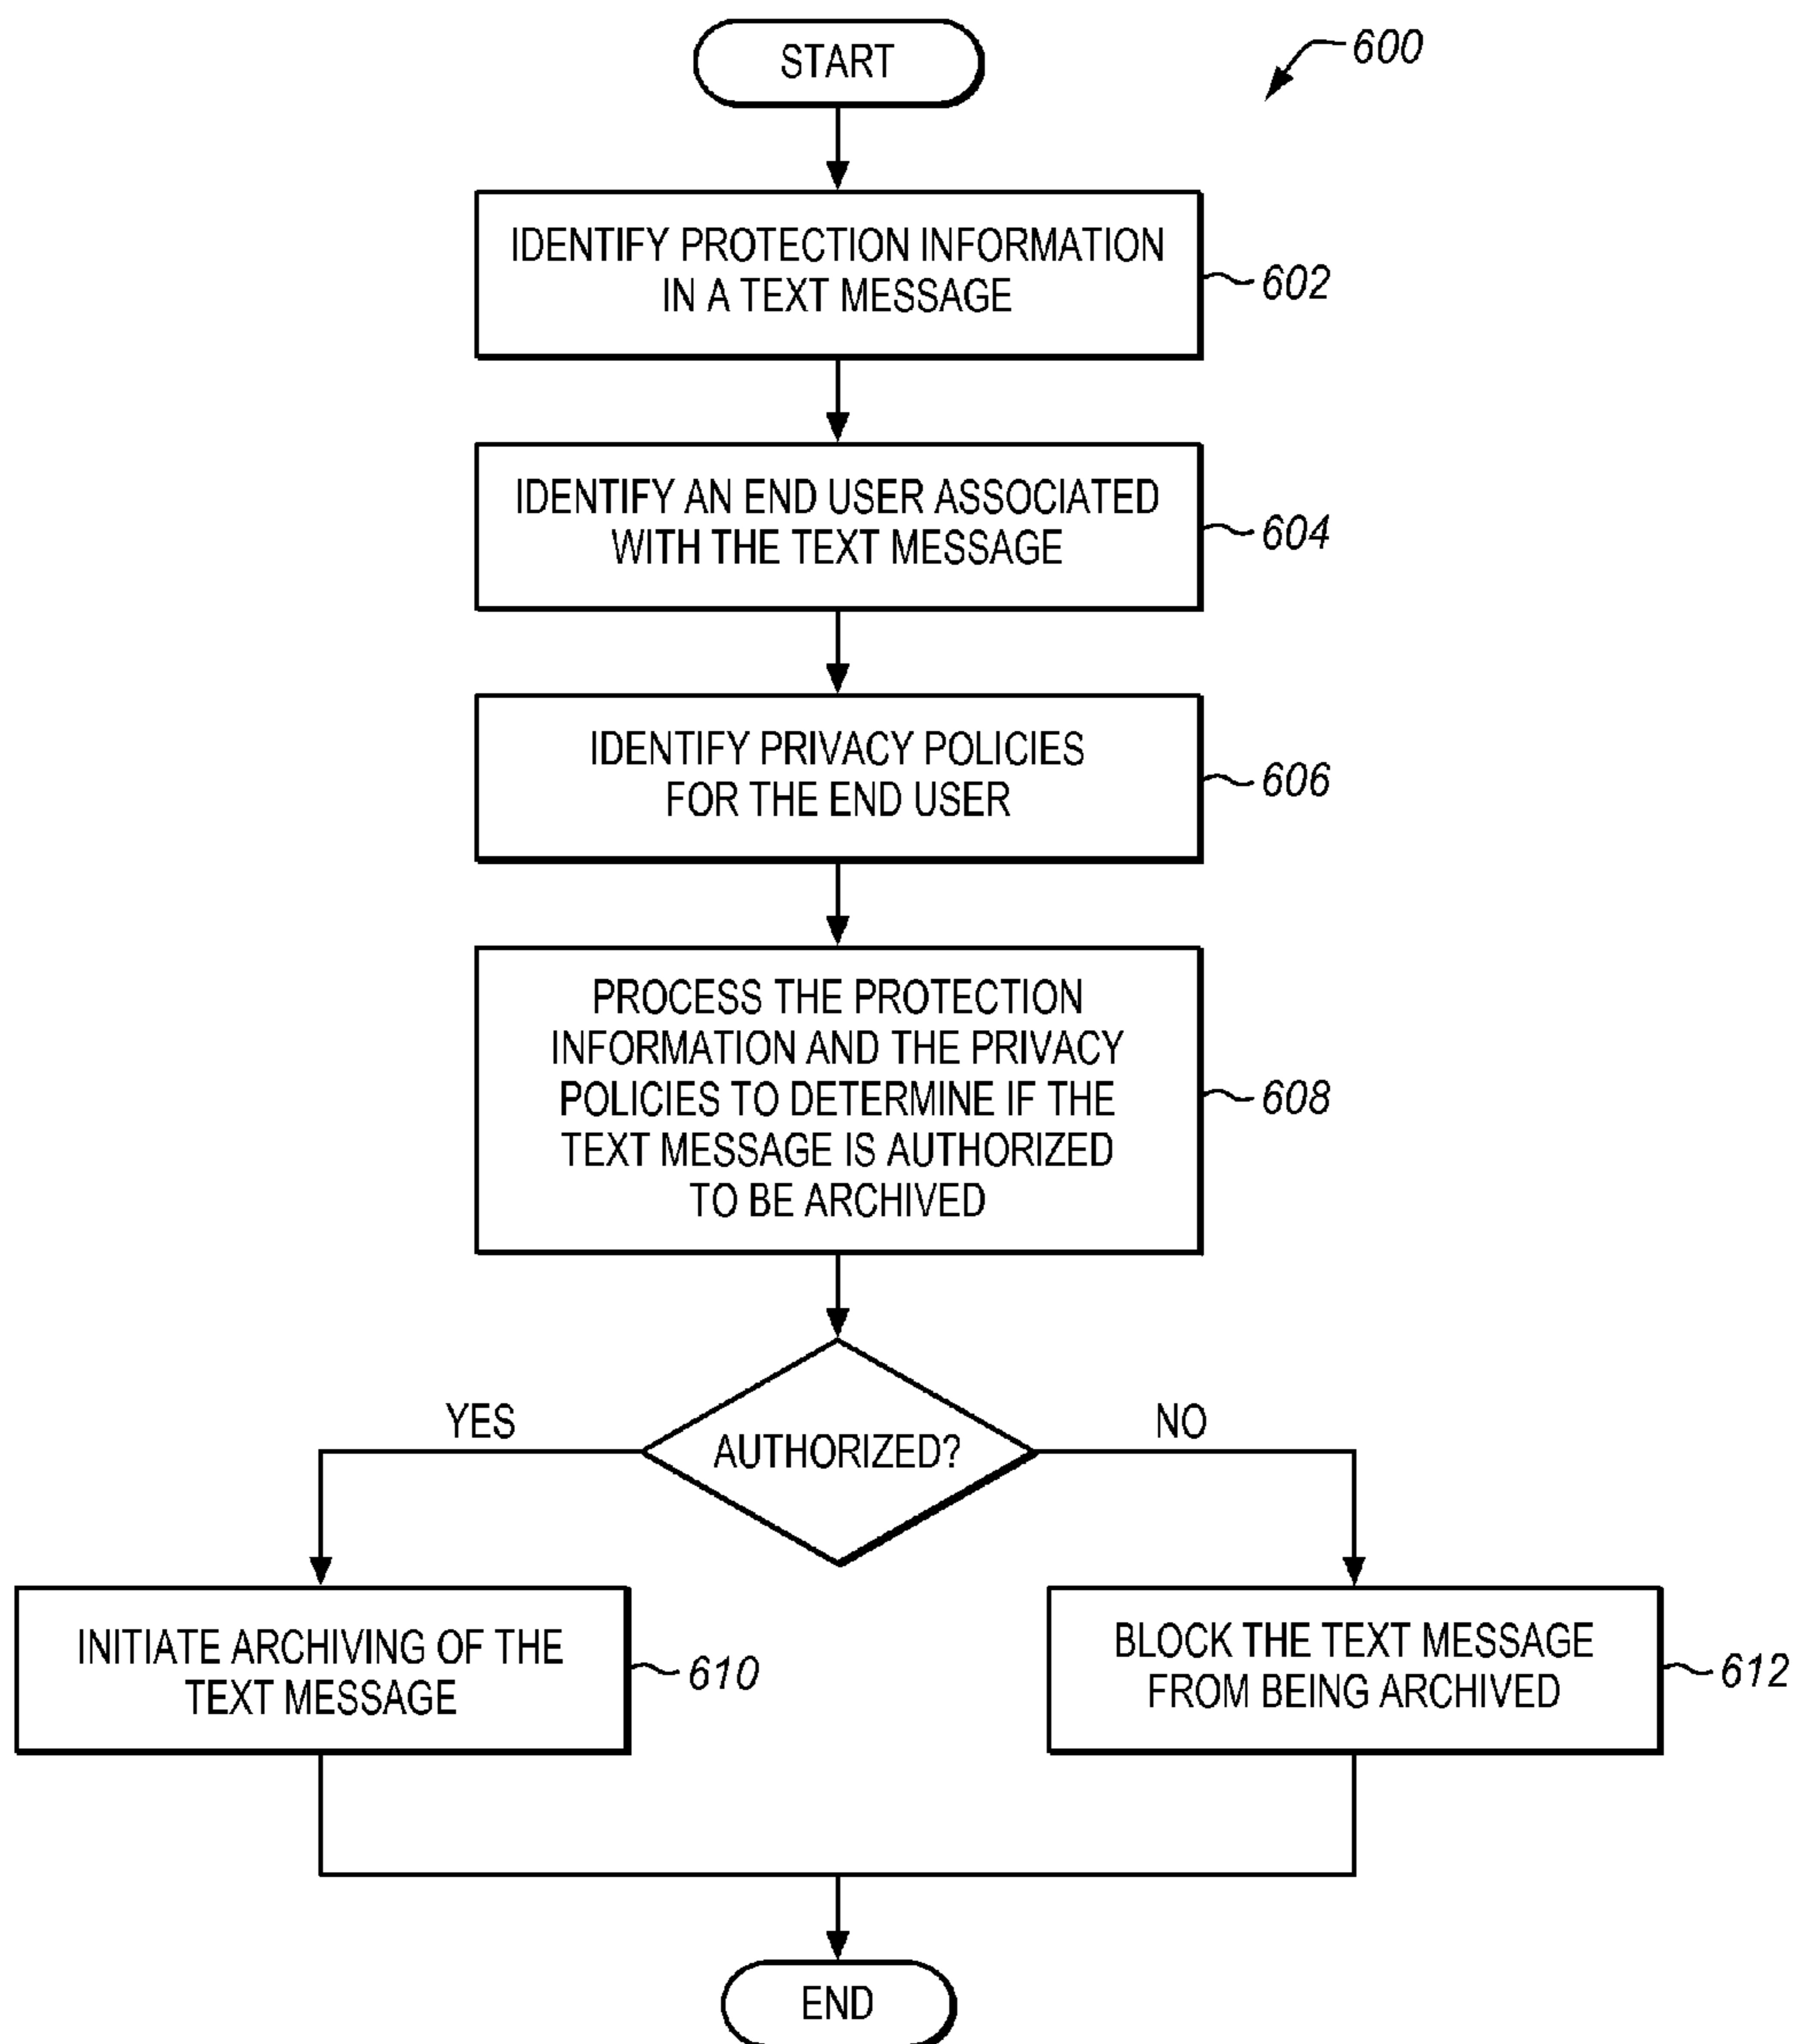 START
600
IDENTIFY PROTECTION INFORMATION
IN A TEXT MESSAGE
602
IDENTIFY AN END USER ASSOCIATED
WITH THE TEXT MESSAGE
604
IDENTIFY PRIVACY POLICIES
FOR THE END USER
606
PROCESS THE PROTECTION
INFORMATION AND THE PRIVACY
POLICIES TO DETERMINE IF THE
TEXT MESSAGE IS AUTHORIZED
TO BE ARCHIVED
608
YES
AUTHORIZED?
NO
INITIATE ARCHIVING OF THE
TEXT MESSAGE
610
BLOCK THE TEXT MESSAGE
FROM BEING ARCHIVED
612
END